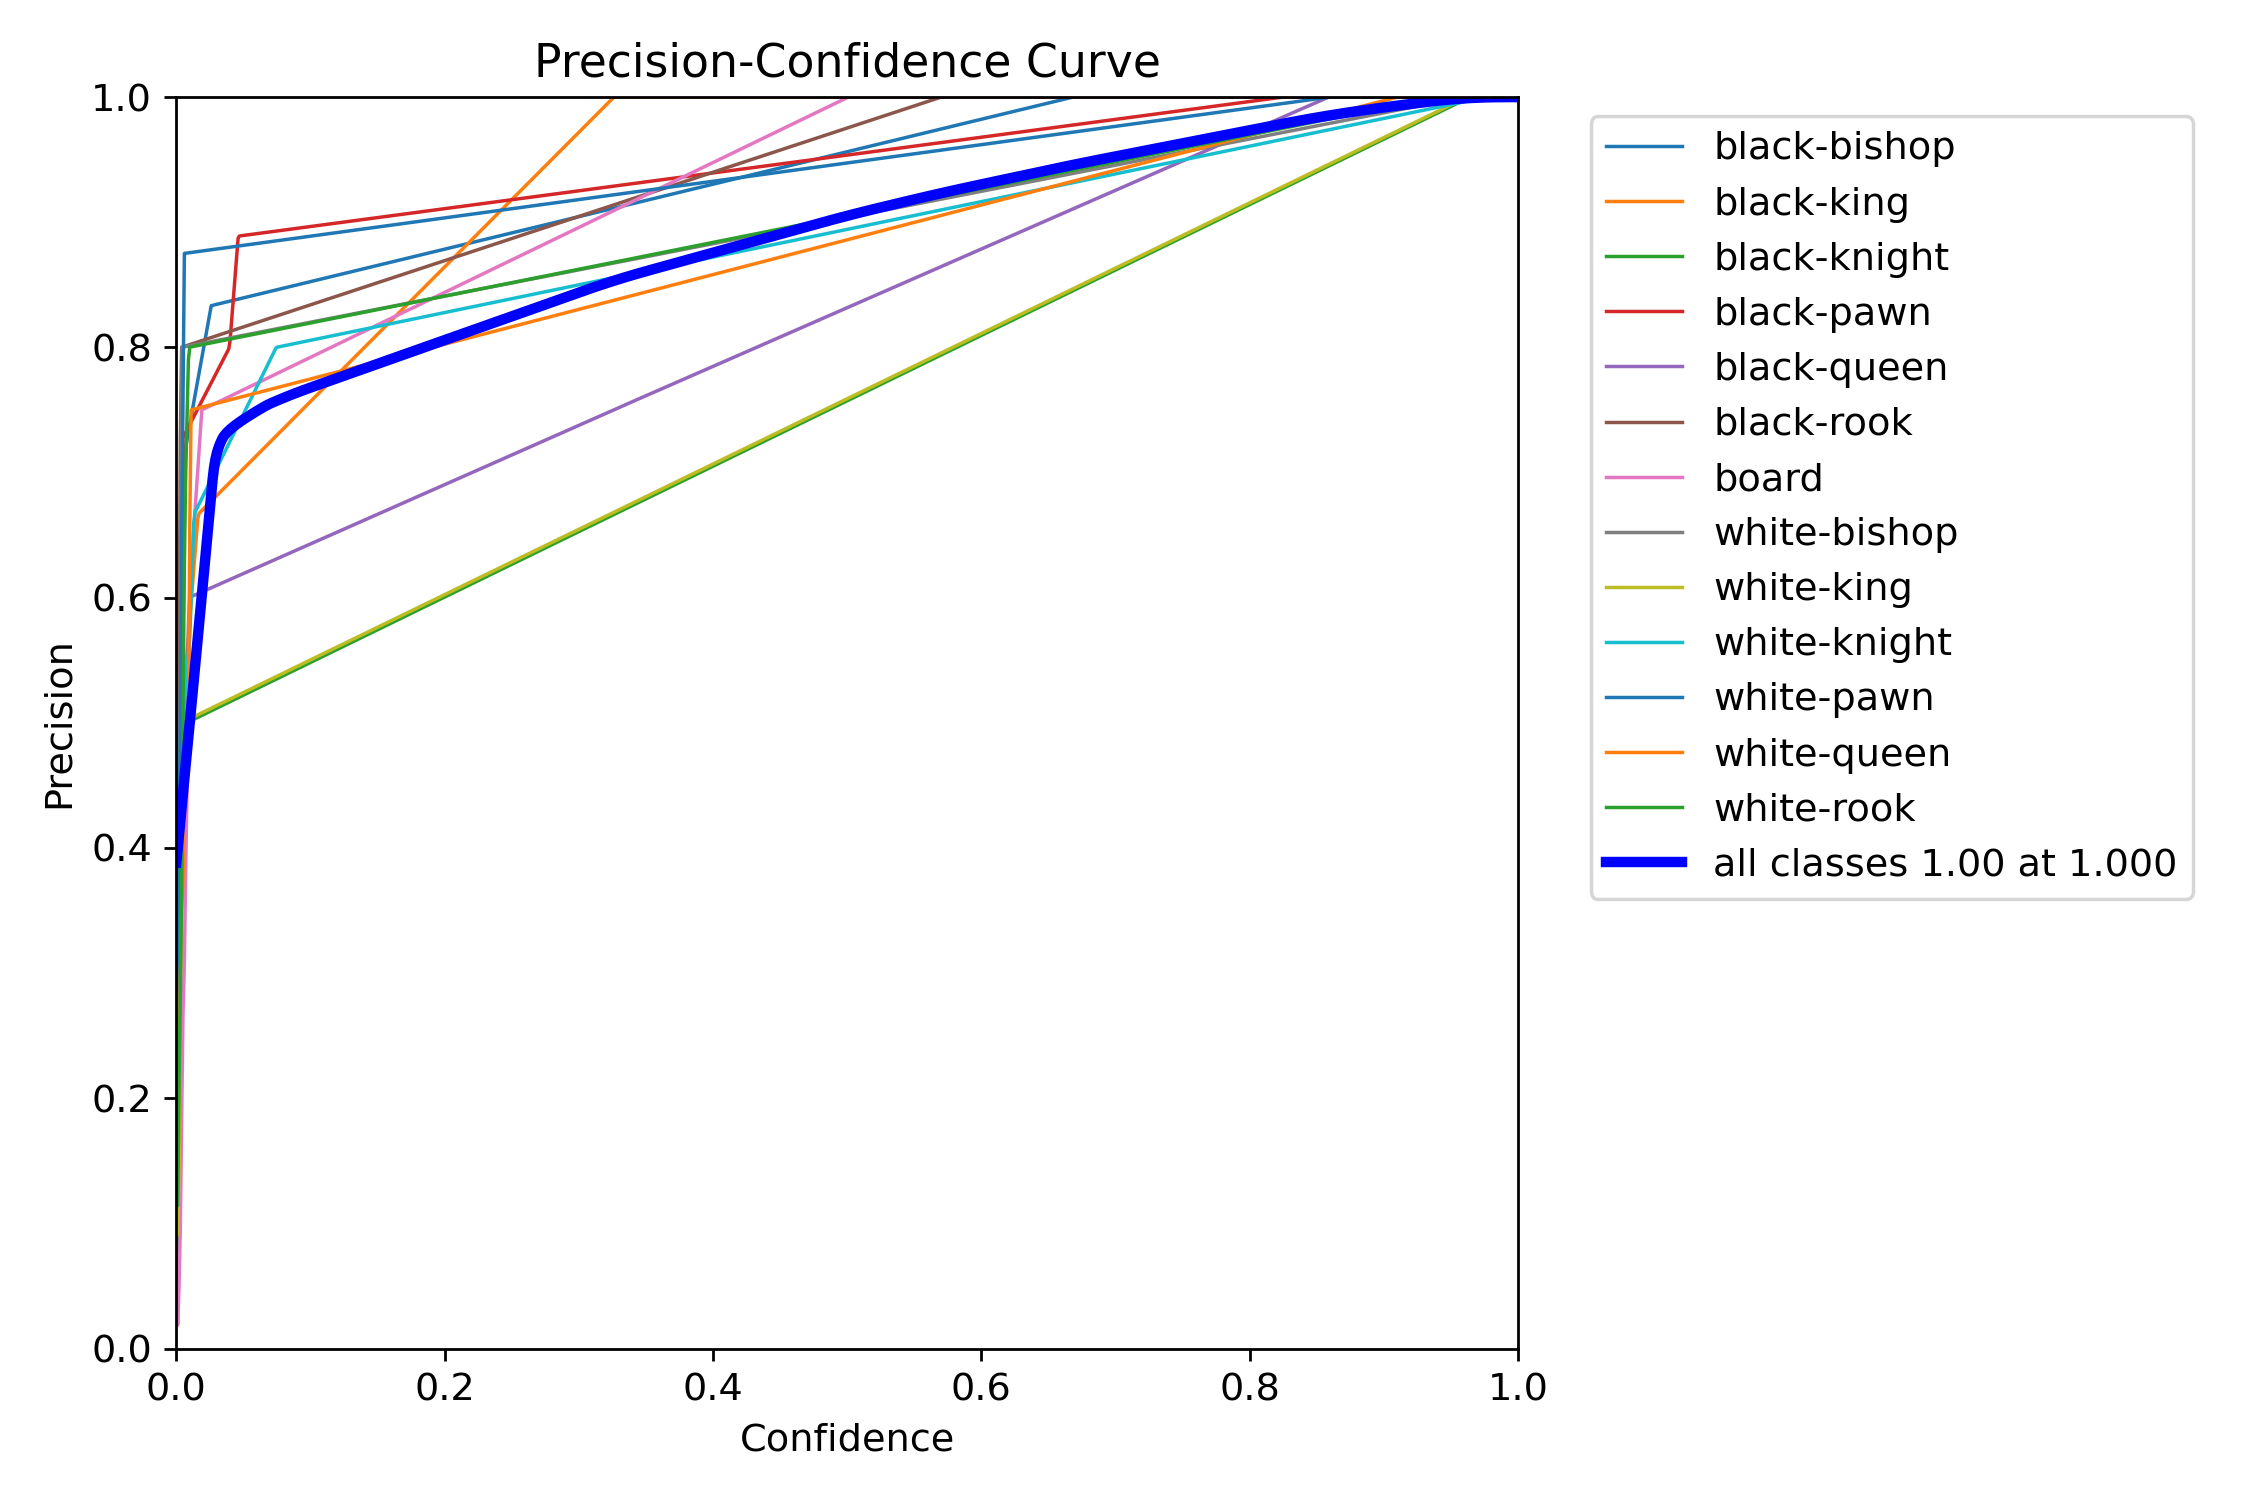 Precision-Confidence Curve
1.0
0.8
0.6
0.4
0.2
0.0
Precision
0.0 0.2 0.4 0.6 0.8 1.0
Confidence
black-bishop
black-king
black-knight
black-pawn
black-queen
black-rook
board
white-bishop
white-king
white-knight
white-pawn
white-queen
white-rook
all classes 1.00 at 1.000